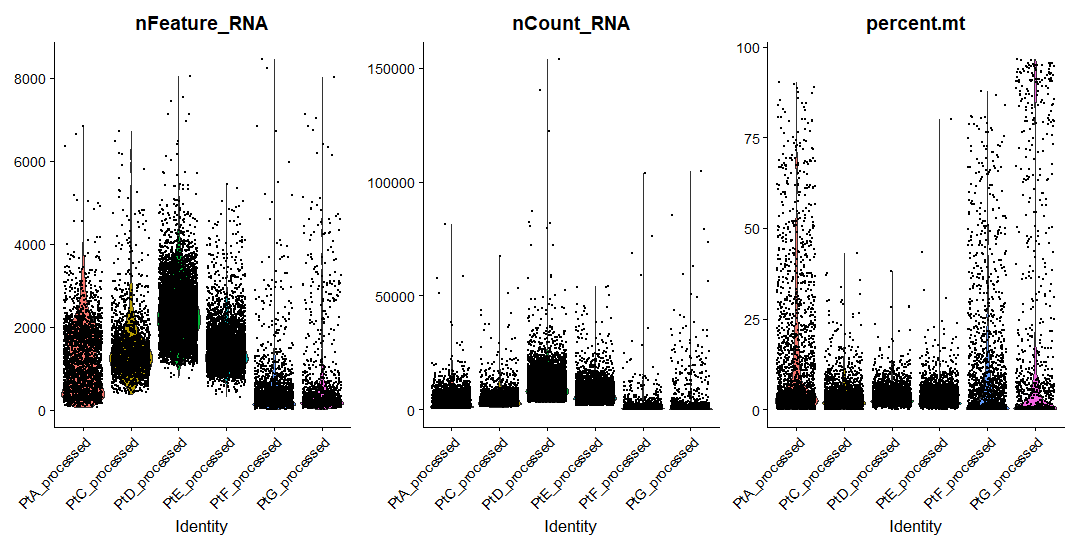 nFeature_RNA
8000
6000
4000
2000
0
PtA_processed
PtC_processed
PtD_processed
PtE_processed
PtF_processed
PtG_processed
Identity
nCount_RNA
150000
100000
50000
0
PtA_processed
PtC_processed
PtD_processed
PtE_processed
PtF_processed
PtG_processed
Identity
percent.mt
100
75
50
25
0
PtA_processed
PtC_processed
PtD_processed
PtE_processed
PtF_processed
PtG_processed
Identity